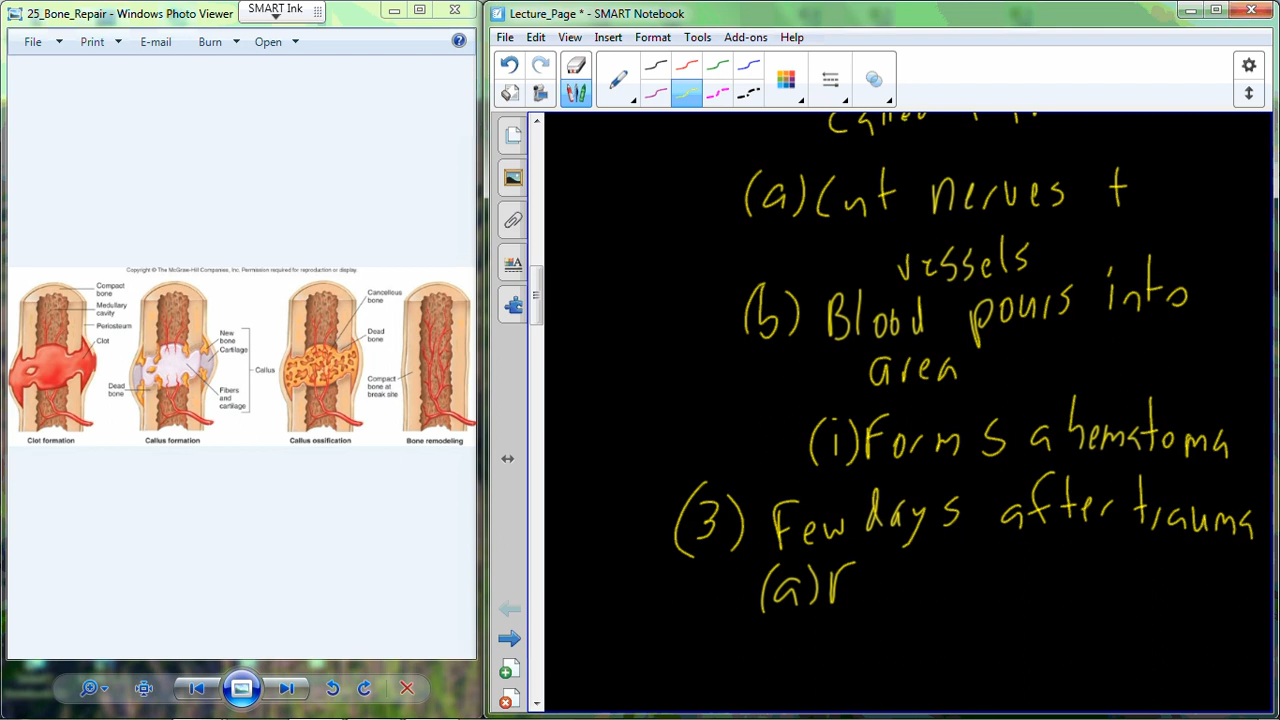 25_Bone_Repair - Windows Photo Viewer
SMART Ink
File Print E-mail Burn Open
Copyright © The McGraw-Hill Companies, Inc. Permission required for reproduction or display.
Compact bone
Medullary cavity
Periosteum
Clot
Dead bone
New bone
Cartilage
Callus
Fibers and cartilage
Cancellous bone
Dead bone
Compact bone at break site
Clot formation
Callus formation
Callus ossification
Bone remodeling
Lecture_Page * - SMART Notebook
File Edit View Insert Format Tools Add-ons Help
(a) Cut nerves +
vessels
(b) Blood pours into
area
(i) Forms a hematoma
(3) Few days after trauma
(a)